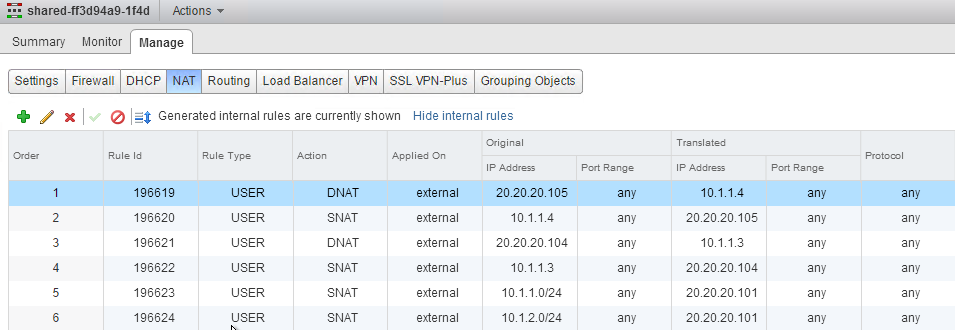 shared-ff3d94a9-1f4d Actions
Summary Monitor Manage
Settings Firewall DHCP NAT Routing Load Balancer VPN SSL VPN-Plus Grouping Objects
Generated internal rules are currently shown Hide internal rules
Order Rule Id Rule Type Action Applied On Original Translated Protocol
IP Address Port Range IP Address Port Range
1 196619 USER DNAT external 20.20.20.105 any 10.1.1.4 any any
2 196620 USER SNAT external 10.1.1.4 any 20.20.20.105 any any
3 196621 USER DNAT external 20.20.20.104 any 10.1.1.3 any any
4 196622 USER SNAT external 10.1.1.3 any 20.20.20.104 any any
5 196623 USER SNAT external 10.1.1.0/24 any 20.20.20.101 any any
6 196624 USER SNAT external 10.1.2.0/24 any 20.20.20.101 any any